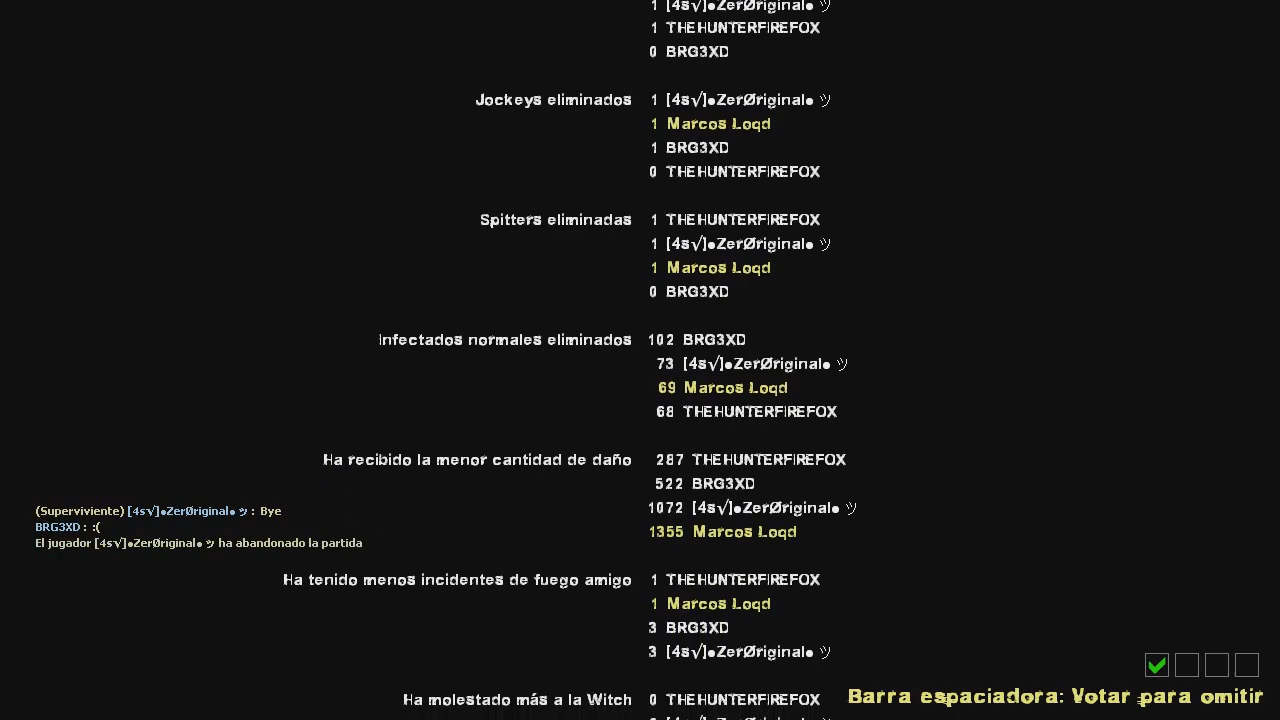 1 [4s√]●ZerØriginal● ツ
1 THEHUNTERFIREFOX
0 BRG3XD
Jockeys eliminados 1 [4s√]●ZerØriginal● ツ
1 Marcos Loqd
1 BRG3XD
0 THEHUNTERFIREFOX
Spitters eliminadas 1 THEHUNTERFIREFOX
1 [4s√]●ZerØriginal● ツ
1 Marcos Loqd
0 BRG3XD
Infectados normales eliminados 102 BRG3XD
73 [4s√]●ZerØriginal● ツ
69 Marcos Loqd
68 THEHUNTERFIREFOX
Ha recibido la menor cantidad de daño 287 THEHUNTERFIREFOX
522 BRG3XD
1072 [4s√]●ZerØriginal● ツ
1355 Marcos Loqd
(Superviviente) [4s√]●ZerØriginal● ツ : Bye
BRG3XD : :(
El jugador [4s√]●ZerØriginal● ツ ha abandonado la partida
Ha tenido menos incidentes de fuego amigo 1 THEHUNTERFIREFOX
1 Marcos Loqd
3 BRG3XD
3 [4s√]●ZerØriginal● ツ
Ha molestado más a la Witch 0 THEHUNTERFIREFOX
Barra espaciadora: Votar para omitir